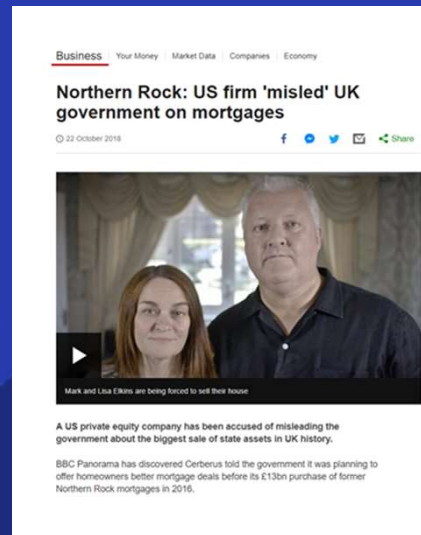 Business Your Money Market Data Companies Economy
Northern Rock: US firm 'misled' UK
government on mortgages
22 October 2018 Share
Mark and Lisa Elkins are being forced to sell their house
A US private equity company has been accused of misleading the
government about the biggest sale of state assets in UK history.
BBC Panorama has discovered Cerberus told the government it was planning to
offer homeowners better mortgage deals before its £13bn purchase of former
Northern Rock mortgages in 2016.